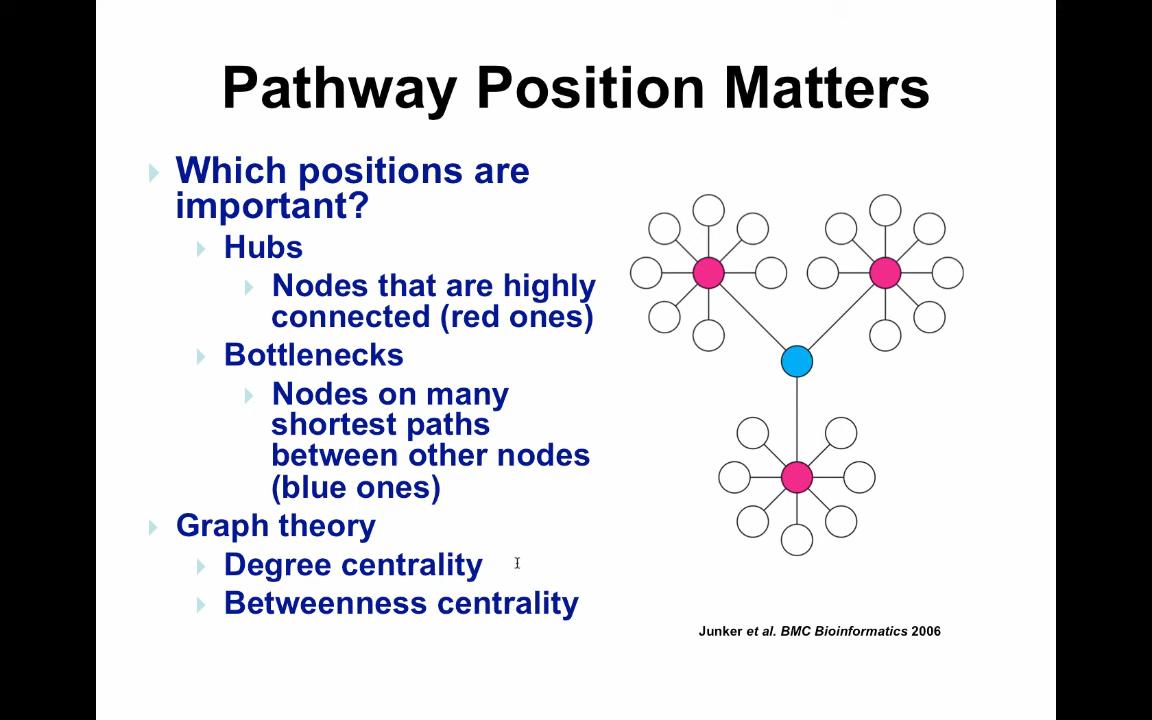 Pathway Position Matters
Which positions are
important?
Hubs
Nodes that are highly
connected (red ones)
Bottlenecks
Nodes on many
shortest paths
between other nodes
(blue ones)
Graph theory
Degree centrality
Betweenness centrality
Junker et al. BMC Bioinformatics 2006